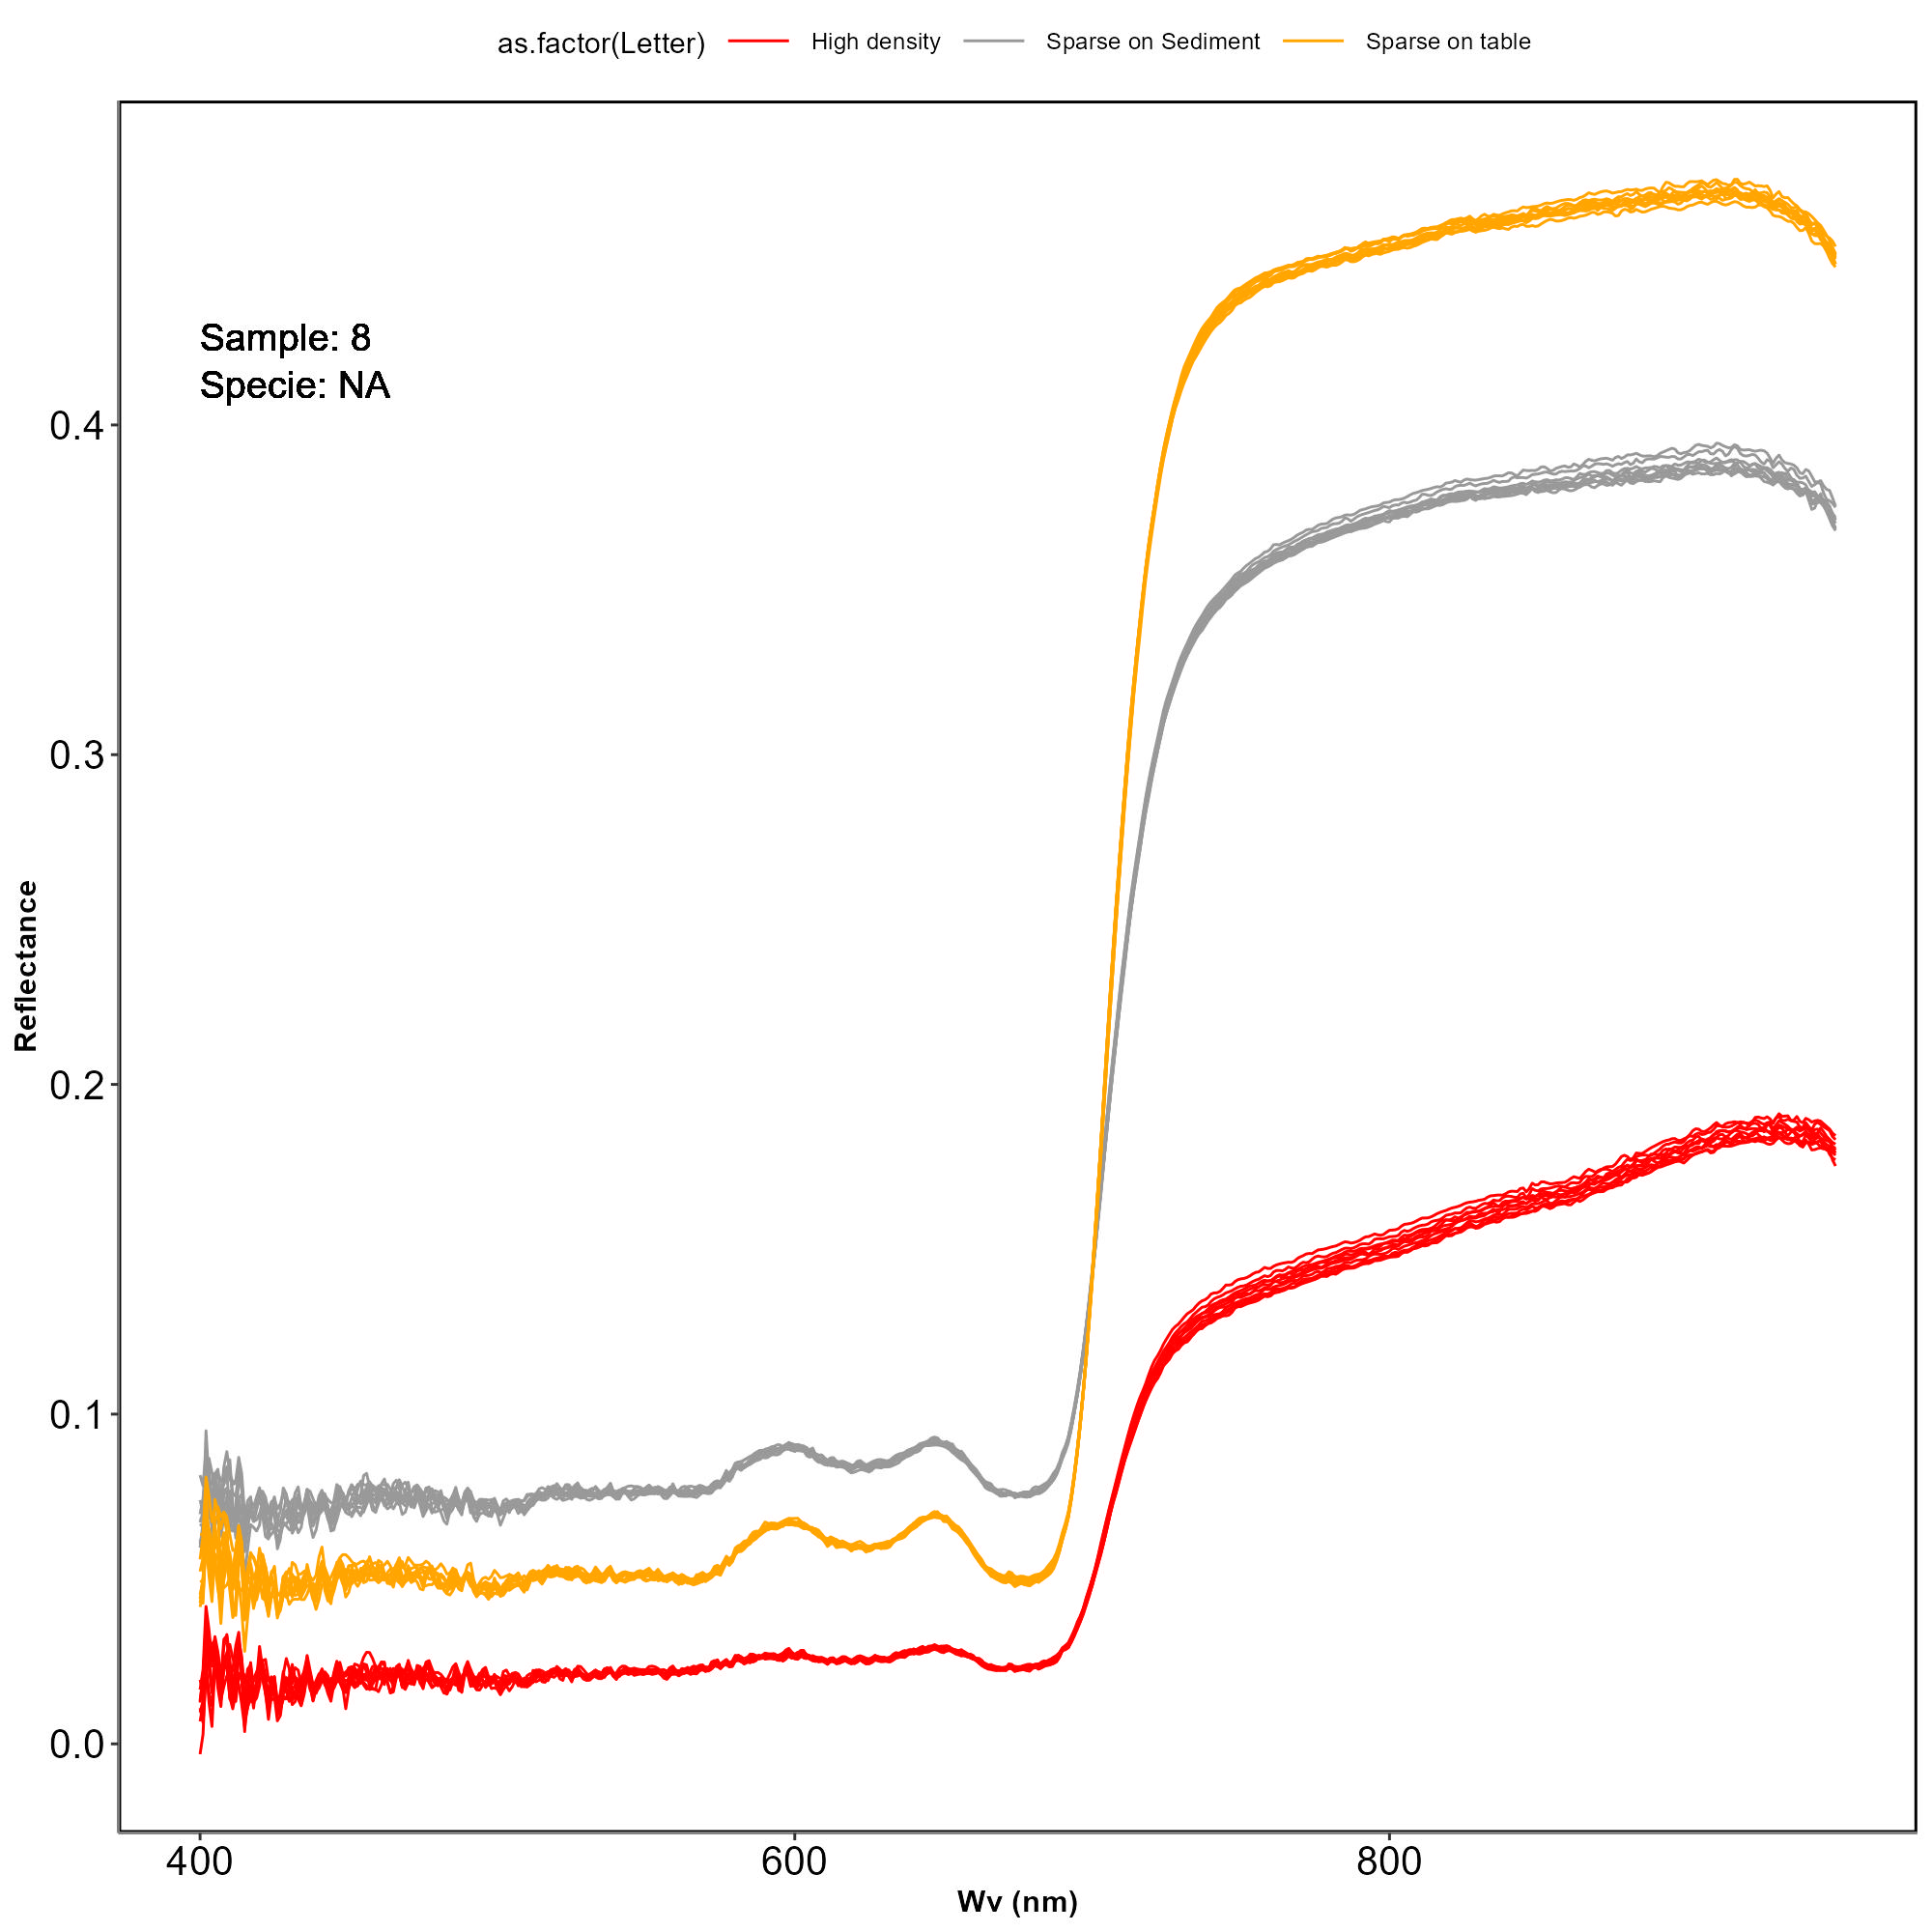 as.factor(Letter) High density Sparse on Sediment Sparse on table
Sample: 8
Specie: NA
0.4
0.3
0.2
0.1
0.0
Reflectance
400 600 800
Wv (nm)